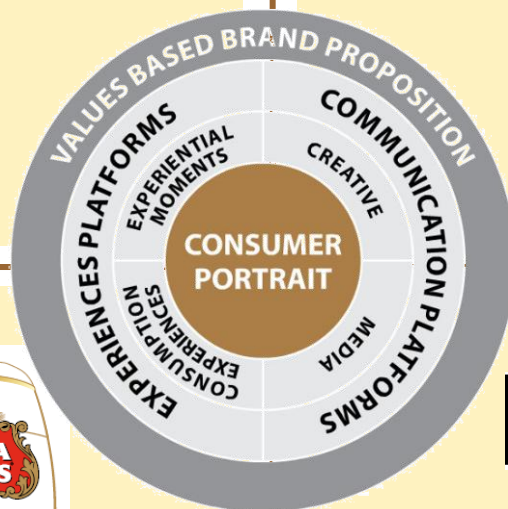 VALUES BASED BRAND PROPOSITION
EXPERIENCES PLATFORMS
COMMUNICATION PLATFORMS
EXPERIENTIAL
MOMENTS
CREATIVE
CONSUMER
PORTRAIT
CONSUMPTION
EXPERIENCES
MEDIA
A
S